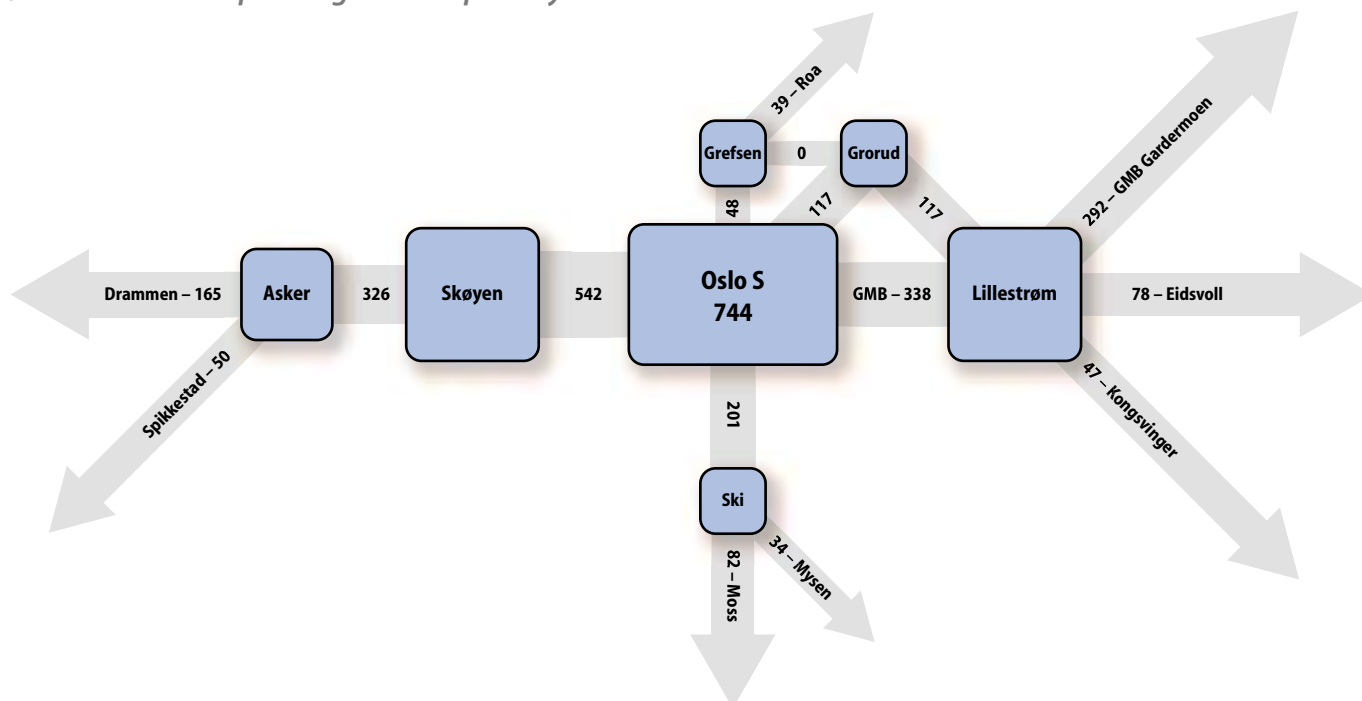 39 – Roa
Grefsen
0
Grorud
48
117
117
292 – GMB Gardermoen
Drammen – 165
Asker
326
Skøyen
542
Oslo S
744
GMB – 338
Lillestrøm
78 – Eidsvoll
Spikkestad – 50
201
47 – Kongsvinger
Ski
82 – Moss
34 – Mysen